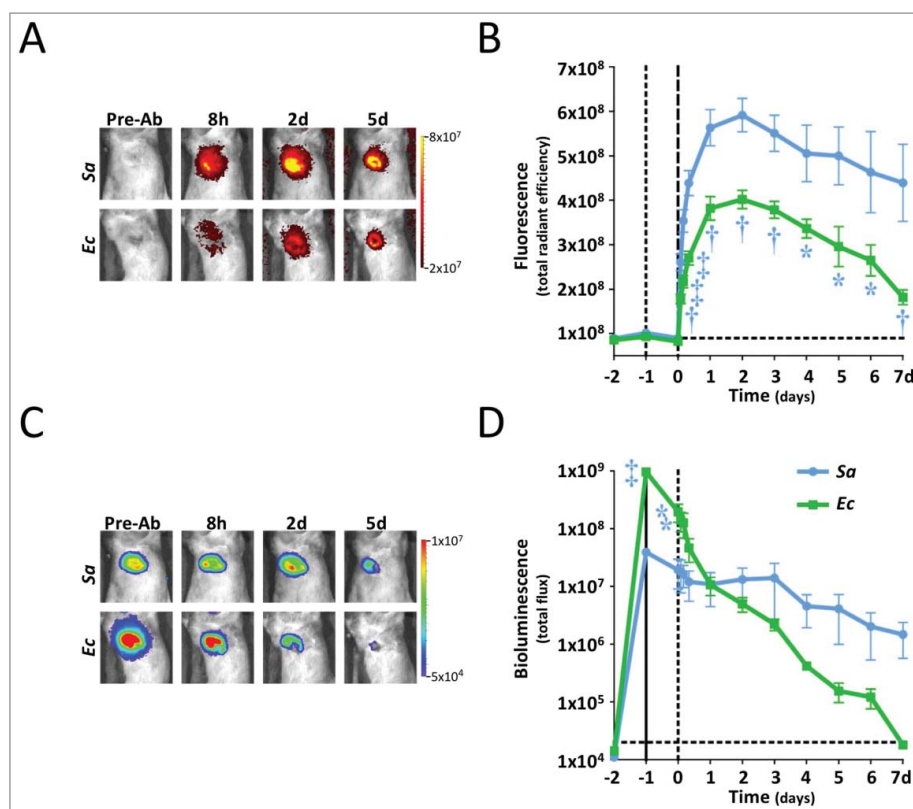 A
Pre-Ab 8h 2d 5d
Sa
Ec
8x10⁷
2x10⁷
B
Fluorescence
(total radiant efficiency)
7x10⁸
6x10⁸
5x10⁸
4x10⁸
3x10⁸
2x10⁸
1x10⁸
† ‡ ‡ ‡ † † † * * * †
-2 -1 0 1 2 3 4 5 6 7d
Time (days)
C
Pre-Ab 8h 2d 5d
Sa
Ec
1x10⁷
5x10⁴
D
Bioluminescence
(total flux)
1x10⁹
1x10⁸
1x10⁷
1x10⁶
1x10⁵
1x10⁴
‡
* *
Sa
Ec
-2 -1 0 1 2 3 4 5 6 7d
Time (days)